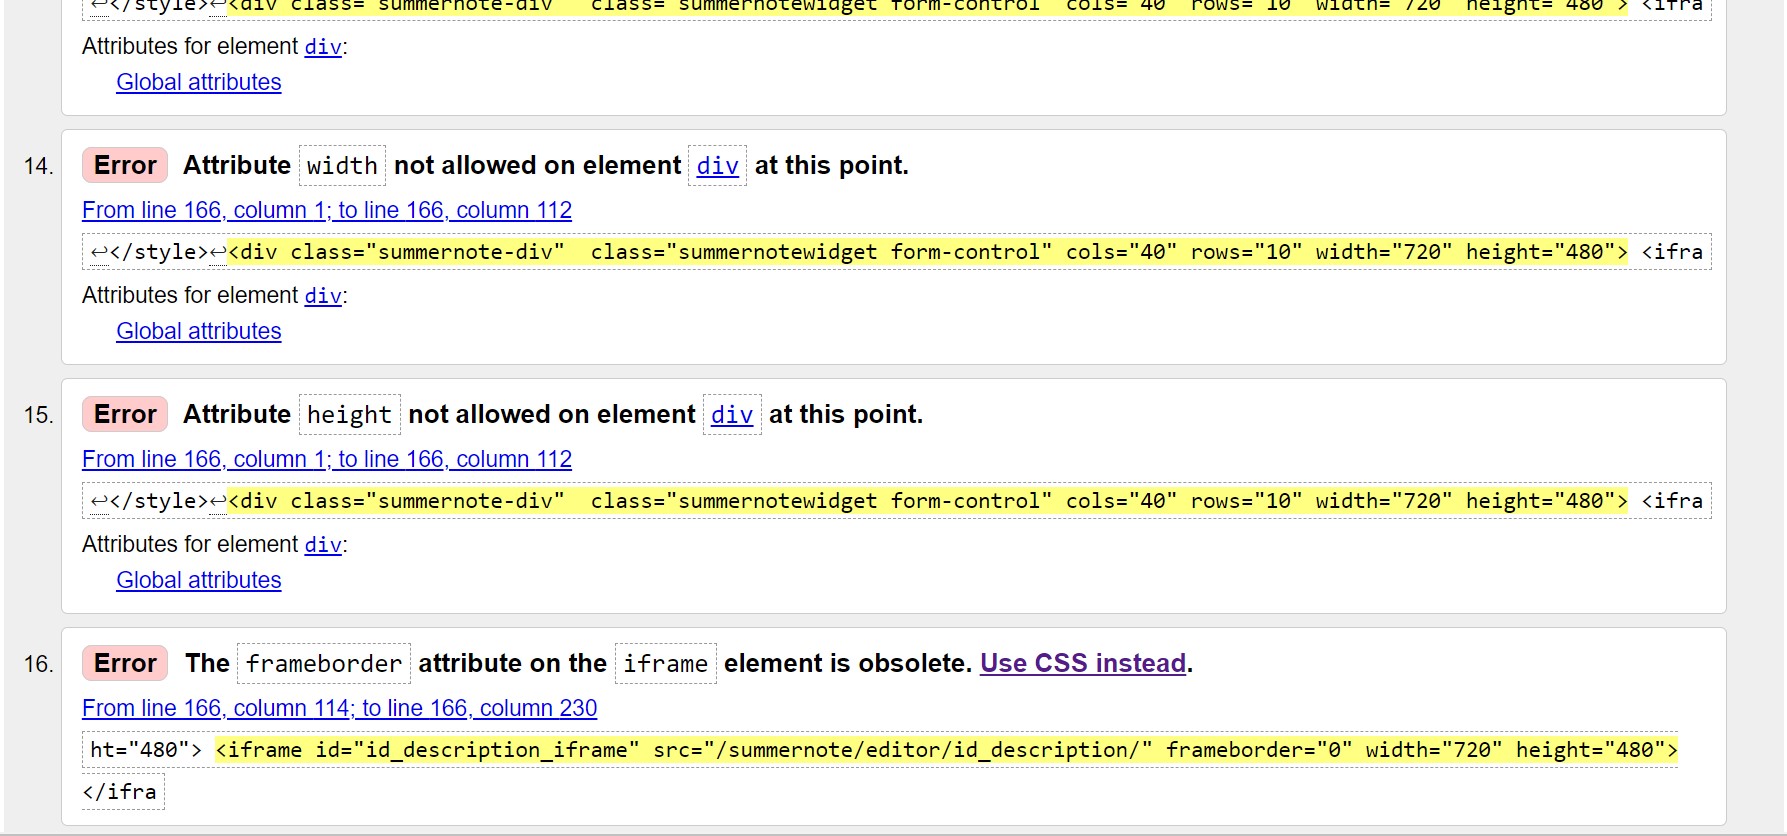 ↩</style>↩<div class="summernote-div"  class="summernotewidget form-control" cols="40" rows="10" width="720" height="480"> <ifra
Attributes for element div:
Global attributes
14. Error Attribute width not allowed on element div at this point.
From line 166, column 1; to line 166, column 112
↩</style>↩<div class="summernote-div"  class="summernotewidget form-control" cols="40" rows="10" width="720" height="480"> <ifra
Attributes for element div:
Global attributes
15. Error Attribute height not allowed on element div at this point.
From line 166, column 1; to line 166, column 112
↩</style>↩<div class="summernote-div"  class="summernotewidget form-control" cols="40" rows="10" width="720" height="480"> <ifra
Attributes for element div:
Global attributes
16. Error The frameborder attribute on the iframe element is obsolete. Use CSS instead.
From line 166, column 114; to line 166, column 230
ht="480"> <iframe id="id_description_iframe" src="/summernote/editor/id_description/" frameborder="0" width="720" height="480">
</ifra